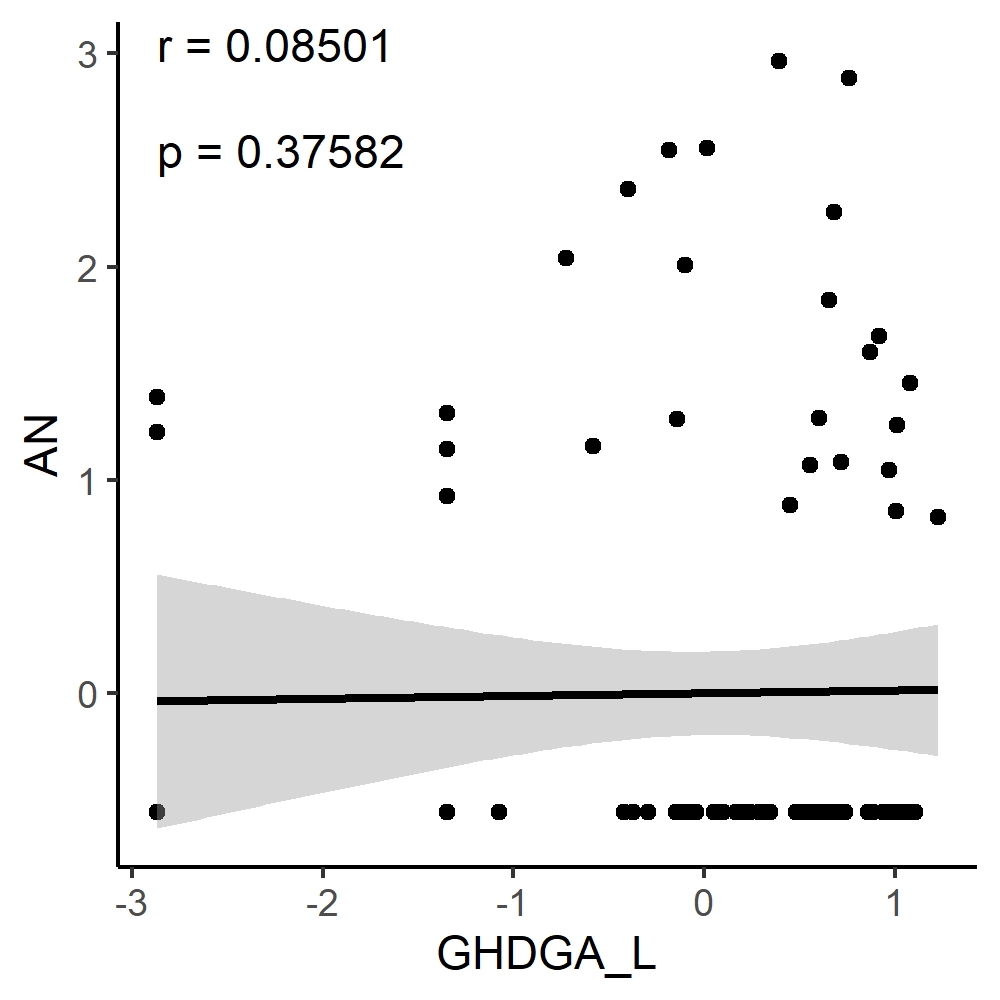 r = 0.08501
p = 0.37582
3
2
1
0
AN
-3 -2 -1 0 1
GHDGA_L